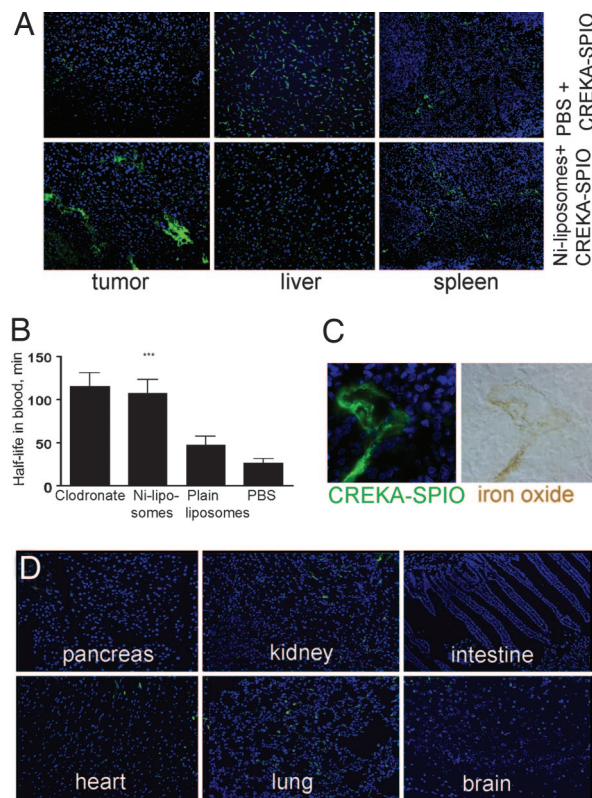 A
PBS +
CREKA-SPIO
Ni-liposomes+
CREKA-SPIO
tumor liver spleen
B
Half-life in blood, min
150
100
50
0
***
Clodronate Ni-lipo- Plain PBS
somes liposomes
C
CREKA-SPIO iron oxide
D
pancreas kidney intestine
heart lung brain